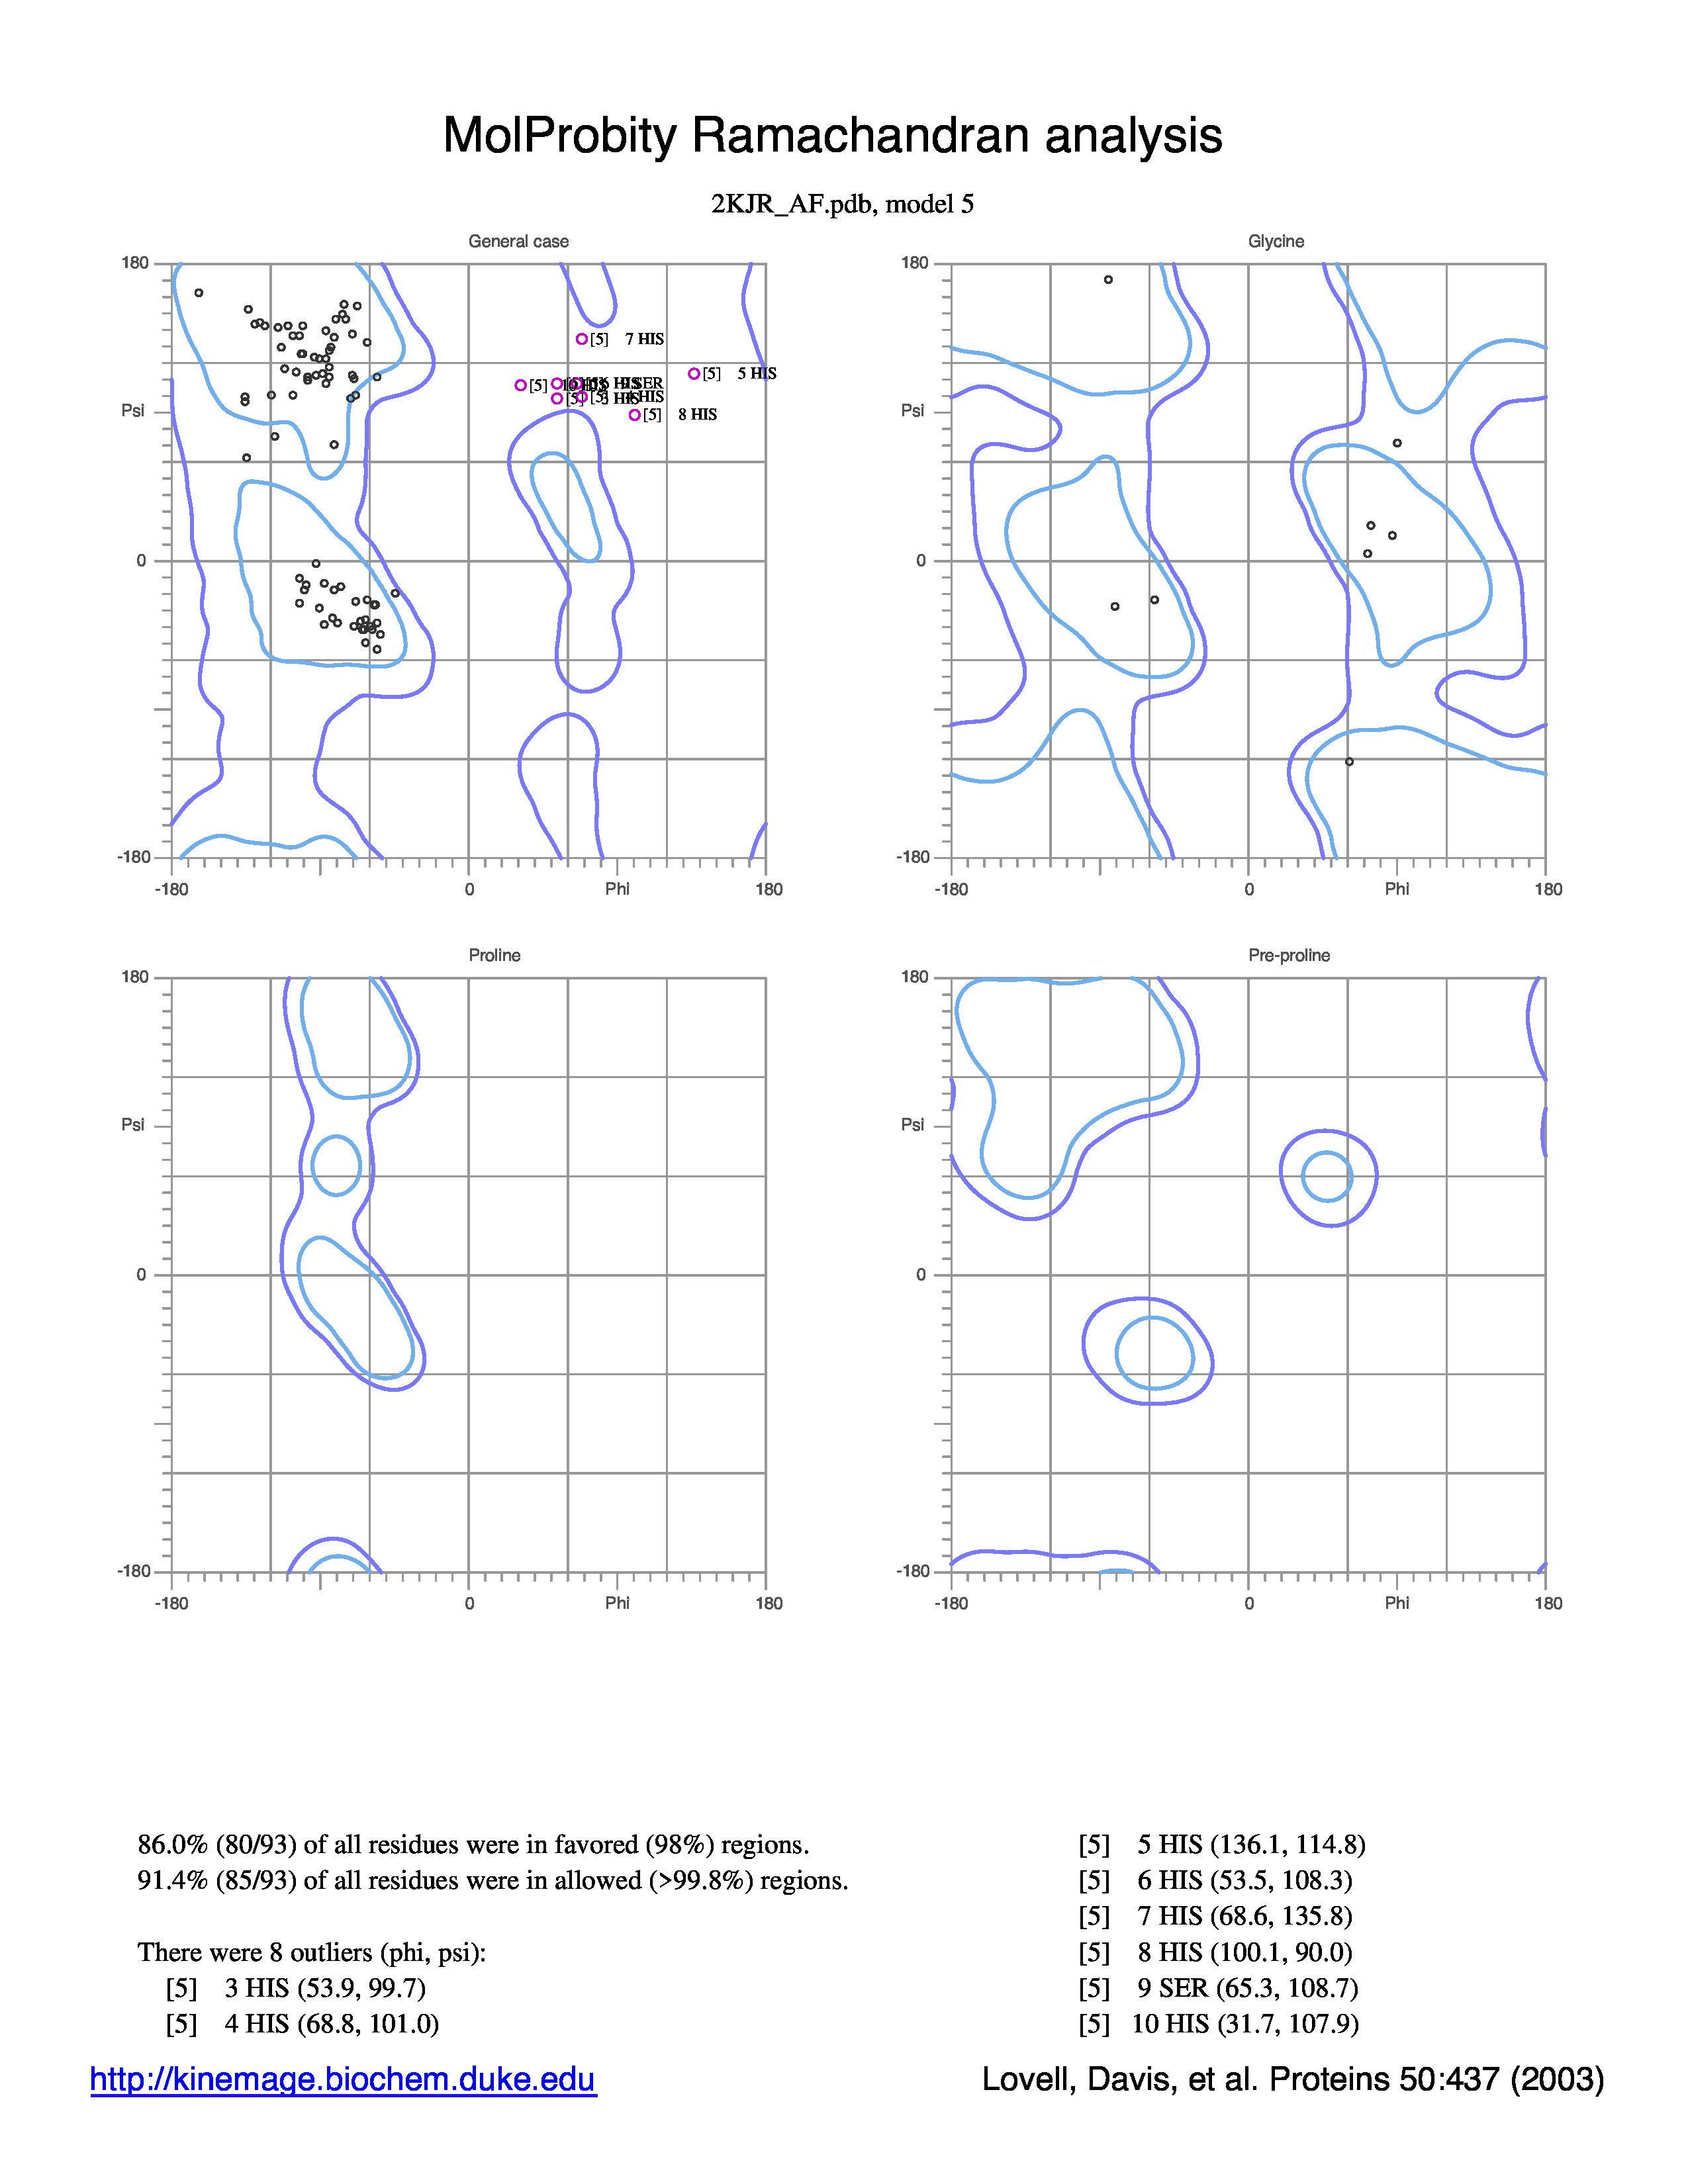 MolProbity Ramachandran analysis
2KJR_AF.pdb, model 5
General case
180
Psi
0
-180
-180
0
Phi
180
[5] 7 HIS
[5] 5 HIS
[5]
SER
HIS
[5] 8 HIS
Glycine
180
Psi
0
-180
-180
0
Phi
180
Proline
180
Psi
0
-180
-180
0
Phi
180
Pre-proline
180
Psi
0
-180
-180
0
Phi
180
86.0% (80/93) of all residues were in favored (98%) regions.
91.4% (85/93) of all residues were in allowed (>99.8%) regions.
There were 8 outliers (phi, psi):
[5] 3 HIS (53.9, 99.7)
[5] 4 HIS (68.8, 101.0)
[5] 5 HIS (136.1, 114.8)
[5] 6 HIS (53.5, 108.3)
[5] 7 HIS (68.6, 135.8)
[5] 8 HIS (100.1, 90.0)
[5] 9 SER (65.3, 108.7)
[5] 10 HIS (31.7, 107.9)
http://kinemage.biochem.duke.edu
Lovell, Davis, et al. Proteins 50:437 (2003)